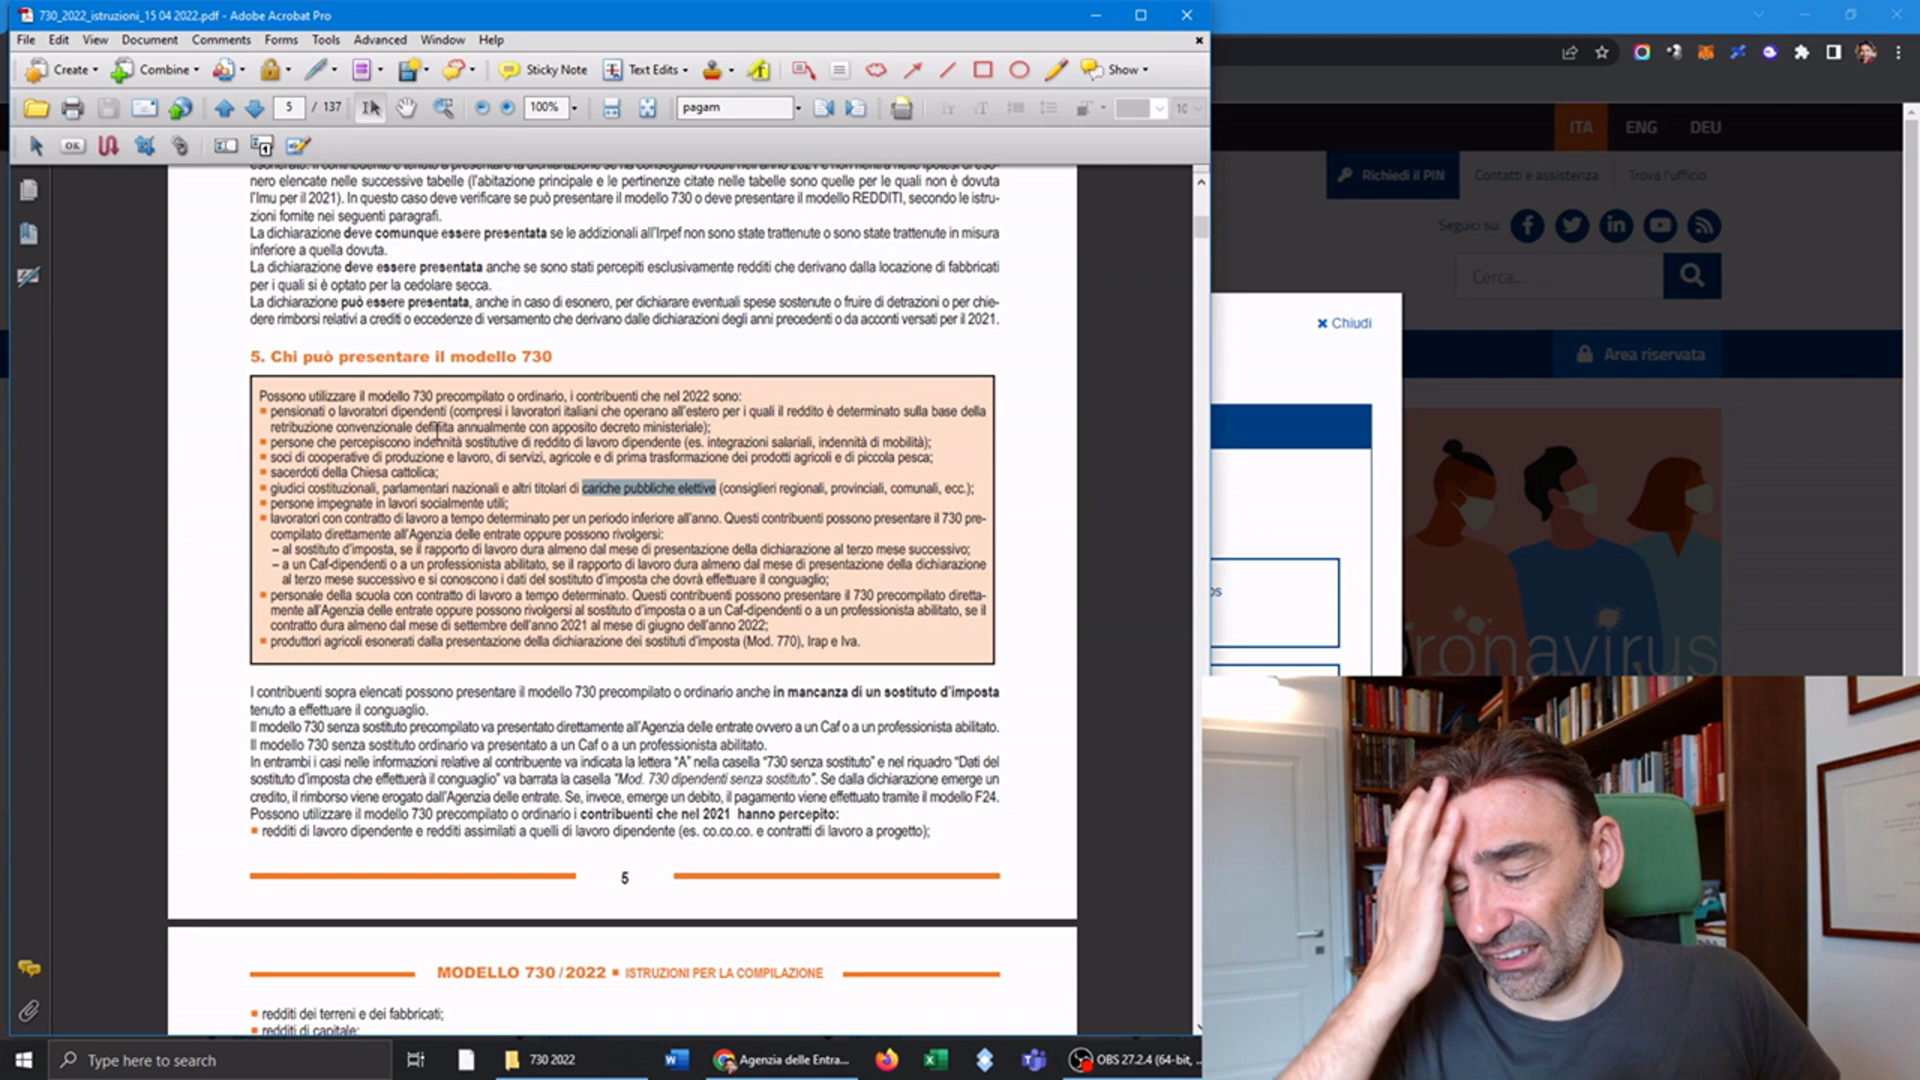 730_2022_istruzioni_15 04 2022.pdf - Adobe Acrobat Pro
File Edit View Document Comments Forms Tools Advanced Window Help
Create Combine Sticky Note Text Edits Show
5 / 137 100% pagam
OK
ITA ENG DEU
Richiedi il PIN Contatti e assistenza Trova l'ufficio
Seguici su:
Cerca...
Chiudi
Area riservata
nero elencate nelle successive tabelle (l'abitazione principale e le pertinenze citate nelle tabelle sono quelle per le quali non è dovuta
l'Imu per il 2021). In questo caso deve verificare se può presentare il modello 730 o deve presentare il modello REDDITI, secondo le istru-
zioni fornite nei seguenti paragrafi.
La dichiarazione deve comunque essere presentata se le addizionali all'Irpef non sono state trattenute o sono state trattenute in misura
inferiore a quella dovuta.
La dichiarazione deve essere presentata anche se sono stati percepiti esclusivamente redditi che derivano dalla locazione di fabbricati
per i quali si è optato per la cedolare secca.
La dichiarazione può essere presentata, anche in caso di esonero, per dichiarare eventuali spese sostenute o fruire di detrazioni o per chie-
dere rimborsi relativi a crediti o eccedenze di versamento che derivano dalle dichiarazioni degli anni precedenti o da acconti versati per il 2021.
5. Chi può presentare il modello 730
Possono utilizzare il modello 730 precompilato o ordinario, i contribuenti che nel 2022 sono:
■ pensionati o lavoratori dipendenti (compresi i lavoratori italiani che operano all'estero per i quali il reddito è determinato sulla base della
retribuzione convenzionale definita annualmente con apposito decreto ministeriale);
■ persone che percepiscono indennità sostitutive di reddito di lavoro dipendente (es. integrazioni salariali, indennità di mobilità);
■ soci di cooperative di produzione e lavoro, di servizi, agricole e di prima trasformazione dei prodotti agricoli e di piccola pesca;
■ sacerdoti della Chiesa cattolica;
■ giudici costituzionali, parlamentari nazionali e altri titolari di cariche pubbliche elettive (consiglieri regionali, provinciali, comunali, ecc.);
■ persone impegnate in lavori socialmente utili;
■ lavoratori con contratto di lavoro a tempo determinato per un periodo inferiore all'anno. Questi contribuenti possono presentare il 730 pre-
compilato direttamente all'Agenzia delle entrate oppure possono rivolgersi:
– al sostituto d'imposta, se il rapporto di lavoro dura almeno dal mese di presentazione della dichiarazione al terzo mese successivo;
– a un Caf-dipendenti o a un professionista abilitato, se il rapporto di lavoro dura almeno dal mese di presentazione della dichiarazione
al terzo mese successivo e si conoscono i dati del sostituto d'imposta che dovrà effettuare il conguaglio;
■ personale della scuola con contratto di lavoro a tempo determinato. Questi contribuenti possono presentare il 730 precompilato diretta-
mente all'Agenzia delle entrate oppure possono rivolgersi al sostituto d'imposta o a un Caf-dipendenti o a un professionista abilitato, se il
contratto dura almeno dal mese di settembre dell'anno 2021 al mese di giugno dell'anno 2022;
■ produttori agricoli esonerati dalla presentazione della dichiarazione dei sostituti d'imposta (Mod. 770), Irap e Iva.
I contribuenti sopra elencati possono presentare il modello 730 precompilato o ordinario anche in mancanza di un sostituto d'imposta
tenuto a effettuare il conguaglio.
Il modello 730 senza sostituto precompilato va presentato direttamente all'Agenzia delle entrate ovvero a un Caf o a un professionista abilitato.
Il modello 730 senza sostituto ordinario va presentato a un Caf o a un professionista abilitato.
In entrambi i casi nelle informazioni relative al contribuente va indicata la lettera "A" nella casella "730 senza sostituto" e nel riquadro "Dati del
sostituto d'imposta che effettuerà il conguaglio" va barrata la casella "Mod. 730 dipendenti senza sostituto". Se dalla dichiarazione emerge un
credito, il rimborso viene erogato dall'Agenzia delle entrate. Se, invece, emerge un debito, il pagamento viene effettuato tramite il modello F24.
Possono utilizzare il modello 730 precompilato o ordinario i contribuenti che nel 2021 hanno percepito:
■ redditi di lavoro dipendente e redditi assimilati a quelli di lavoro dipendente (es. co.co.co. e contratti di lavoro a progetto);
5
MODELLO 730/2022 ■ ISTRUZIONI PER LA COMPILAZIONE
■ redditi dei terreni e dei fabbricati;
■ redditi di capitale;
os
oronavirus
Type here to search
730 2022
Agenzia delle Entra...
OBS 27.2.4 (64-bit, ...